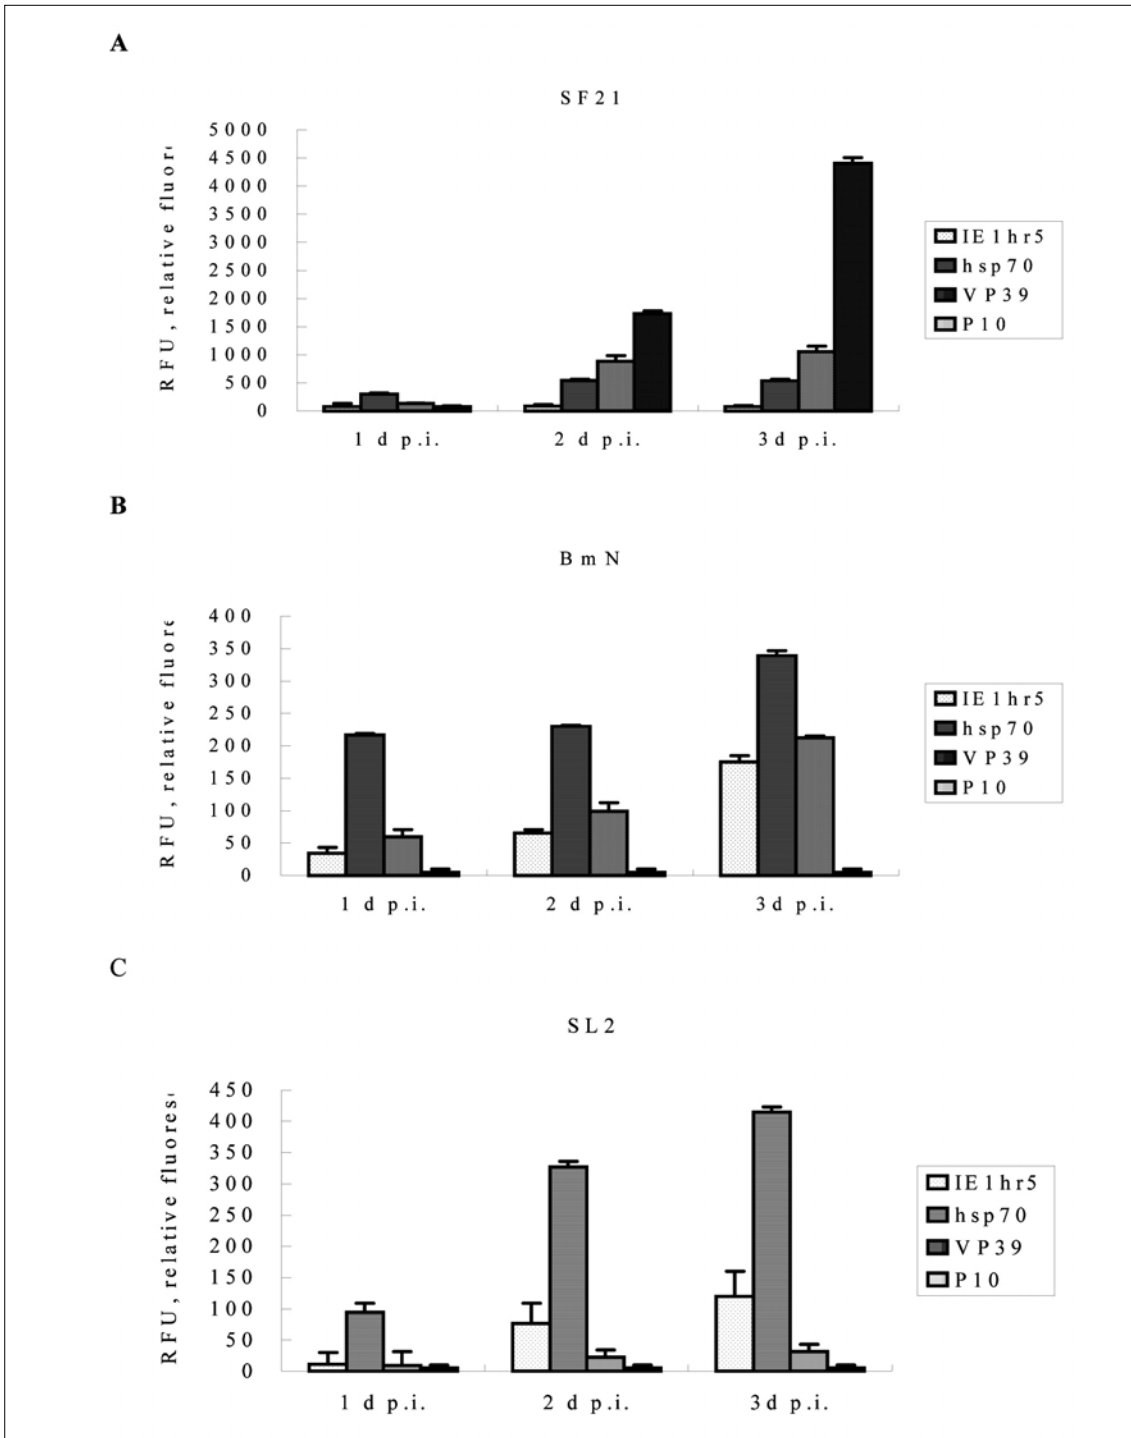 A
SF21
RFU, relative fluore
5000
4500
4000
3500
3000
2500
2000
1500
1000
500
0
1 d p.i.
2 d p.i.
3d p.i.
IE1hr5
hsp70
VP39
P10
B
BmN
RFU, relative fluore
400
350
300
250
200
150
100
50
0
1 d p.i.
2 d p.i.
3d p.i.
IE1hr5
hsp70
VP39
P10
C
SL2
RFU, relative fluores
450
400
350
300
250
200
150
100
50
0
1 d p.i.
2 d p.i.
3d p.i.
IE1hr5
hsp70
VP39
P10